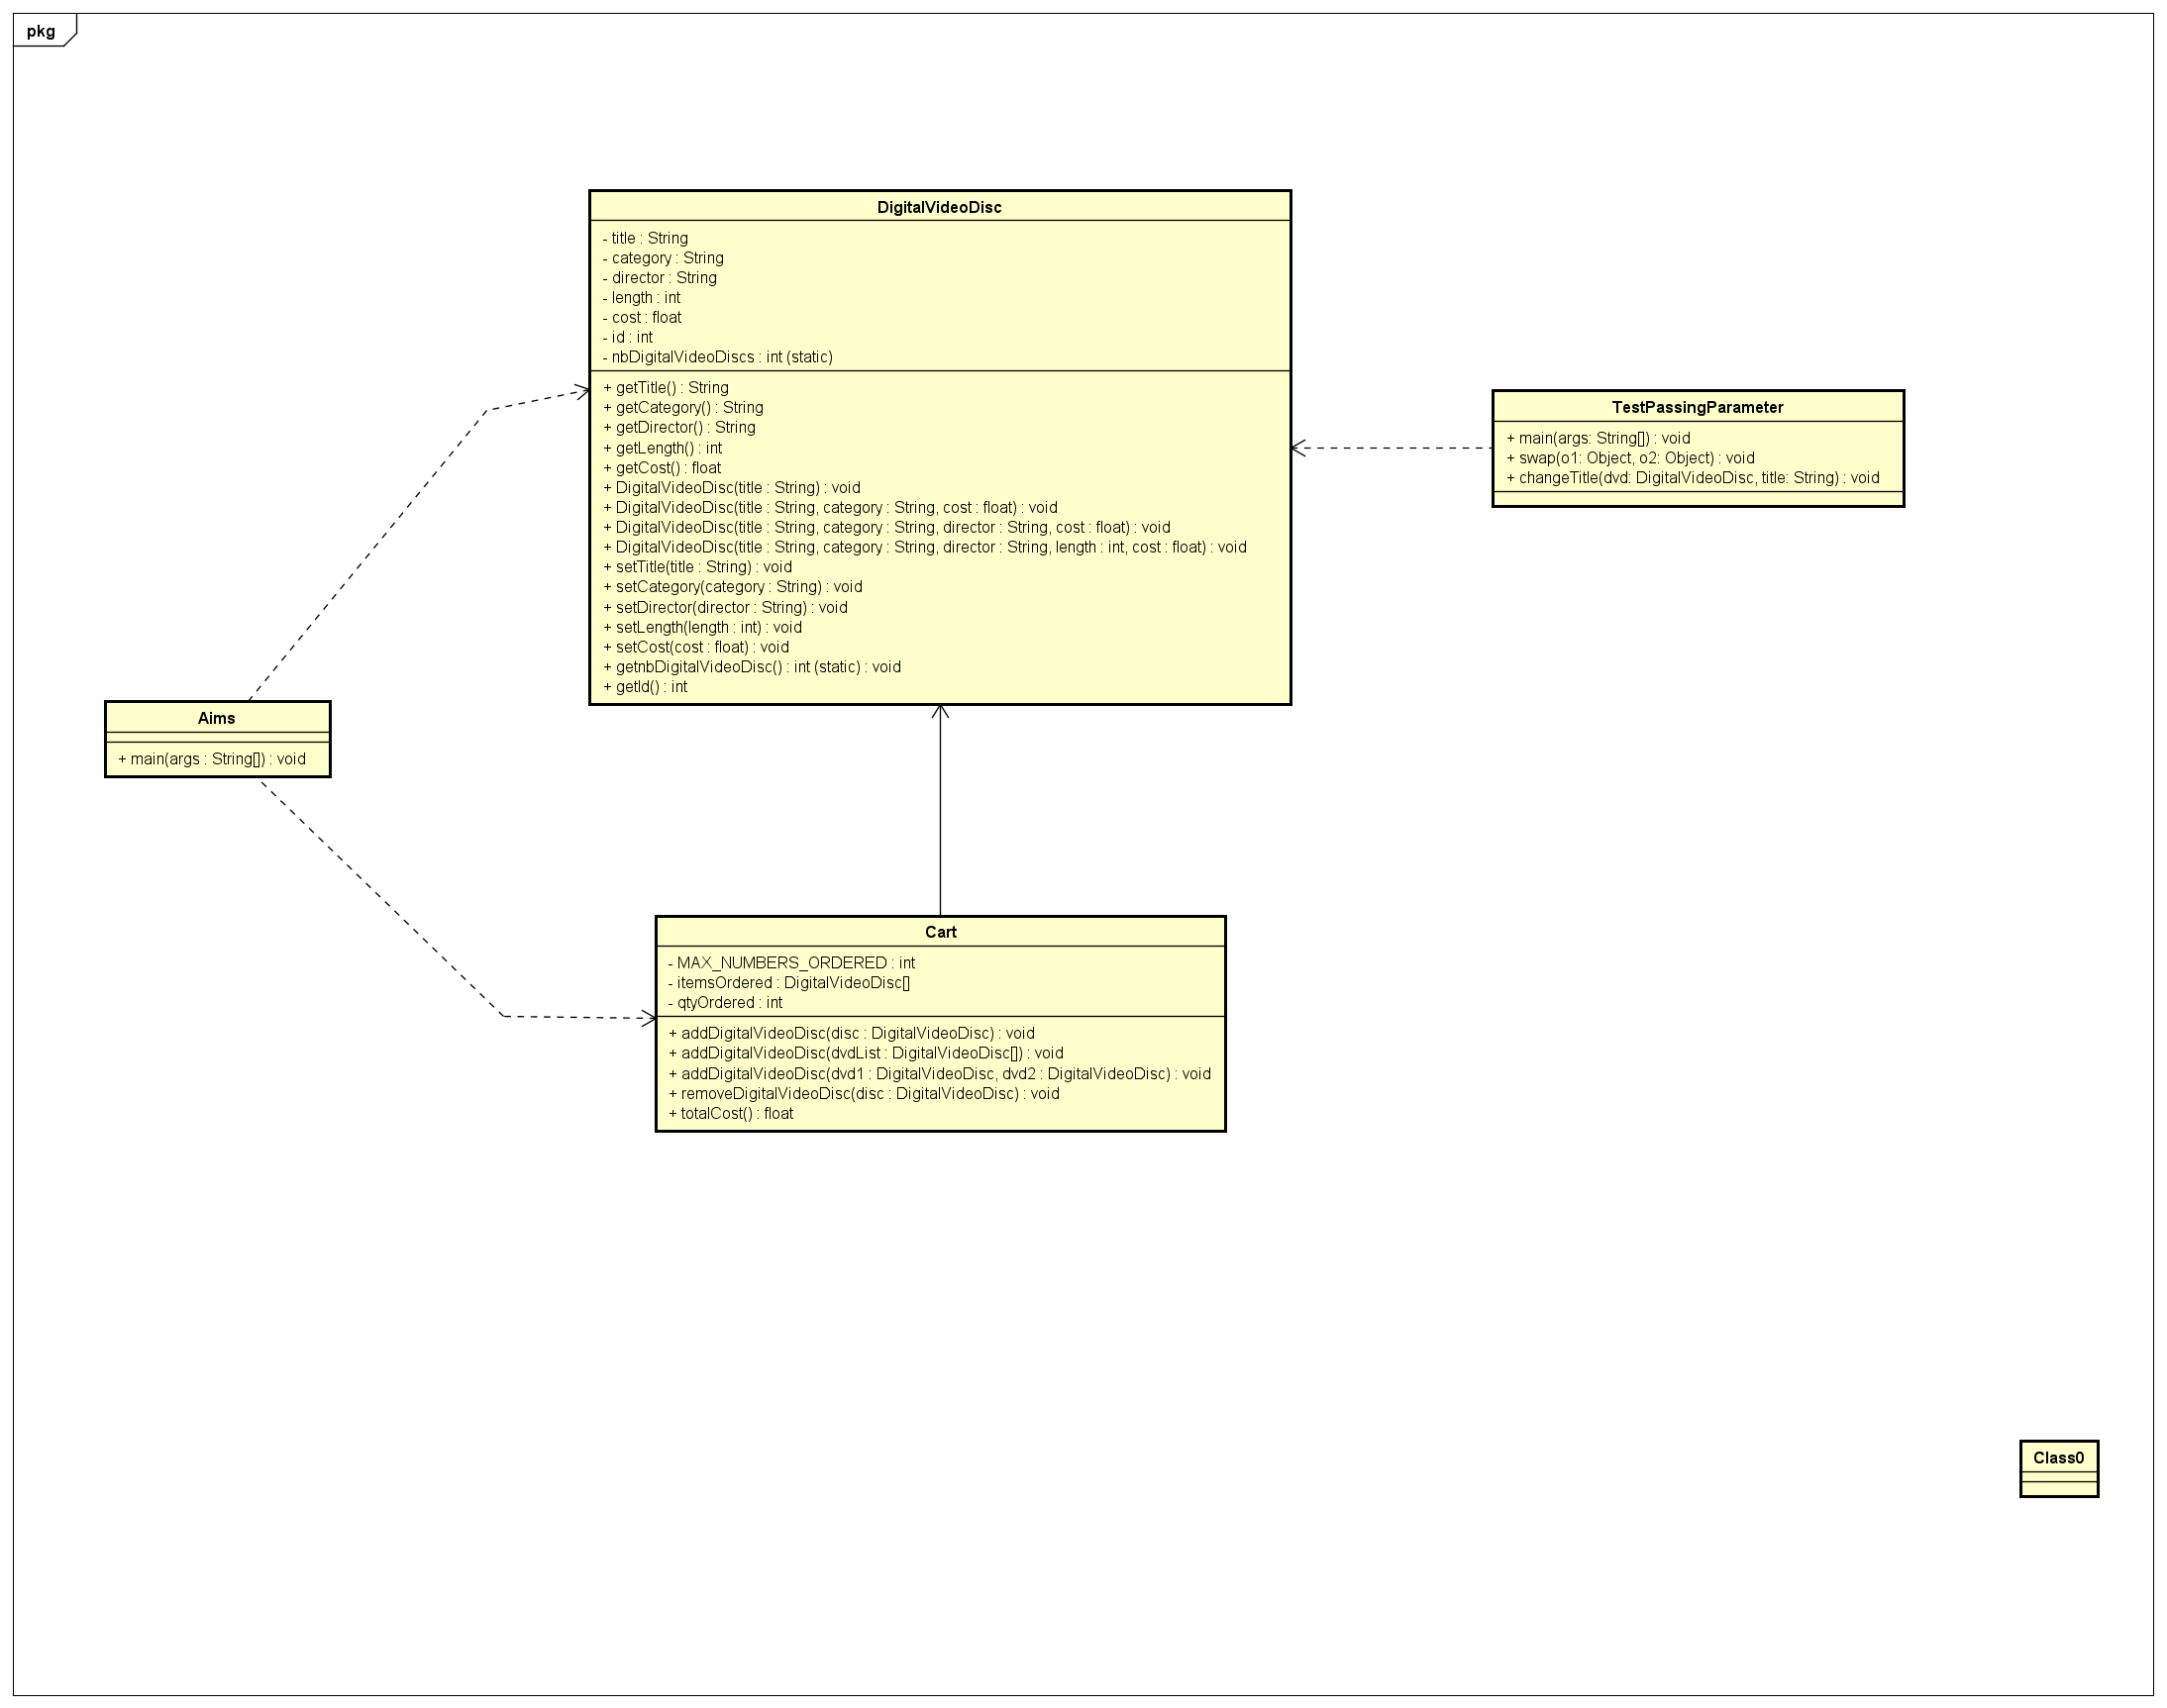 pkg
DigitalVideoDisc
- title : String
- category : String
- director : String
- length : int
- cost : float
- id : int
- nbDigitalVideoDiscs : int (static)
+ getTitle() : String
+ getCategory() : String
+ getDirector() : String
+ getLength() : int
+ getCost() : float
+ DigitalVideoDisc(title : String) : void
+ DigitalVideoDisc(title : String, category : String, cost : float) : void
+ DigitalVideoDisc(title : String, category : String, director : String, cost : float) : void
+ DigitalVideoDisc(title : String, category : String, director : String, length : int, cost : float) : void
+ setTitle(title : String) : void
+ setCategory(category : String) : void
+ setDirector(director : String) : void
+ setLength(length : int) : void
+ setCost(cost : float) : void
+ getnbDigitalVideoDisc() : int (static) : void
+ getId() : int
TestPassingParameter
+ main(args: String[]) : void
+ swap(o1: Object, o2: Object) : void
+ changeTitle(dvd: DigitalVideoDisc, title: String) : void
Aims
+ main(args : String[]) : void
Cart
- MAX_NUMBERS_ORDERED : int
- itemsOrdered : DigitalVideoDisc[]
- qtyOrdered : int
+ addDigitalVideoDisc(disc : DigitalVideoDisc) : void
+ addDigitalVideoDisc(dvdList : DigitalVideoDisc[]) : void
+ addDigitalVideoDisc(dvd1 : DigitalVideoDisc, dvd2 : DigitalVideoDisc) : void
+ removeDigitalVideoDisc(disc : DigitalVideoDisc) : void
+ totalCost() : float
Class0